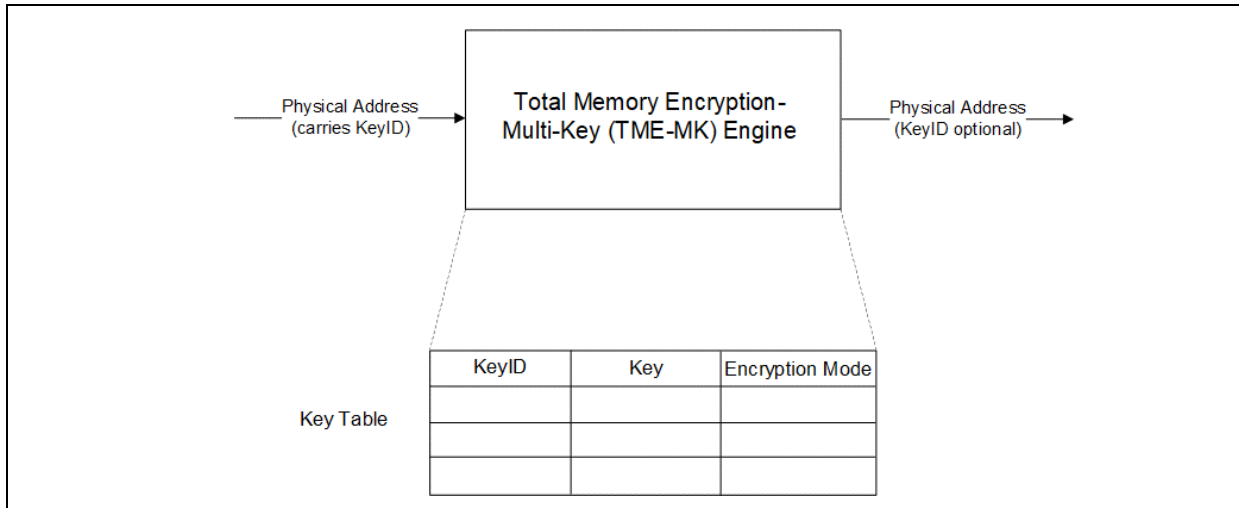 Total Memory Encryption-
Multi-Key (TME-MK) Engine
Physical Address
(carries KeyID)
Physical Address
(KeyID optional)
KeyID Key Encryption Mode
Key Table